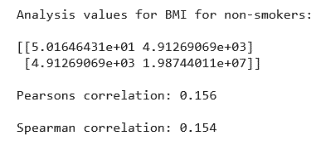 Analysis values for BMI for non-smokers:
[[5.01646431e+01 4.91269069e+03]
[4.91269069e+03 1.98744011e+07]]
Pearsons correlation: 0.156
Spearman correlation: 0.154